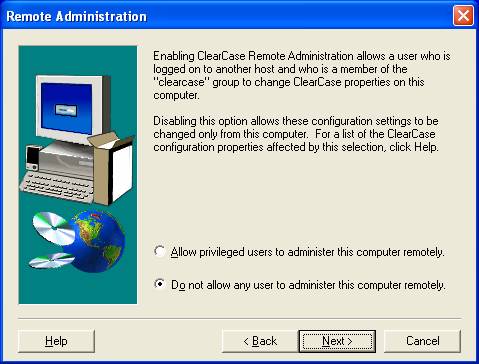 Remote Administration
Enabling ClearCase Remote Administration allows a user who is
logged on to another host and who is a member of the
"clearcase" group to change ClearCase properties on this
computer.
Disabling this option allows these configuration settings to be
changed only from this computer. For a list of the ClearCase
configuration properties affected by this selection, click Help.
Allow privileged users to administer this computer remotely.
Do not allow any user to administer this computer remotely.
Help
< Back
Next >
Cancel